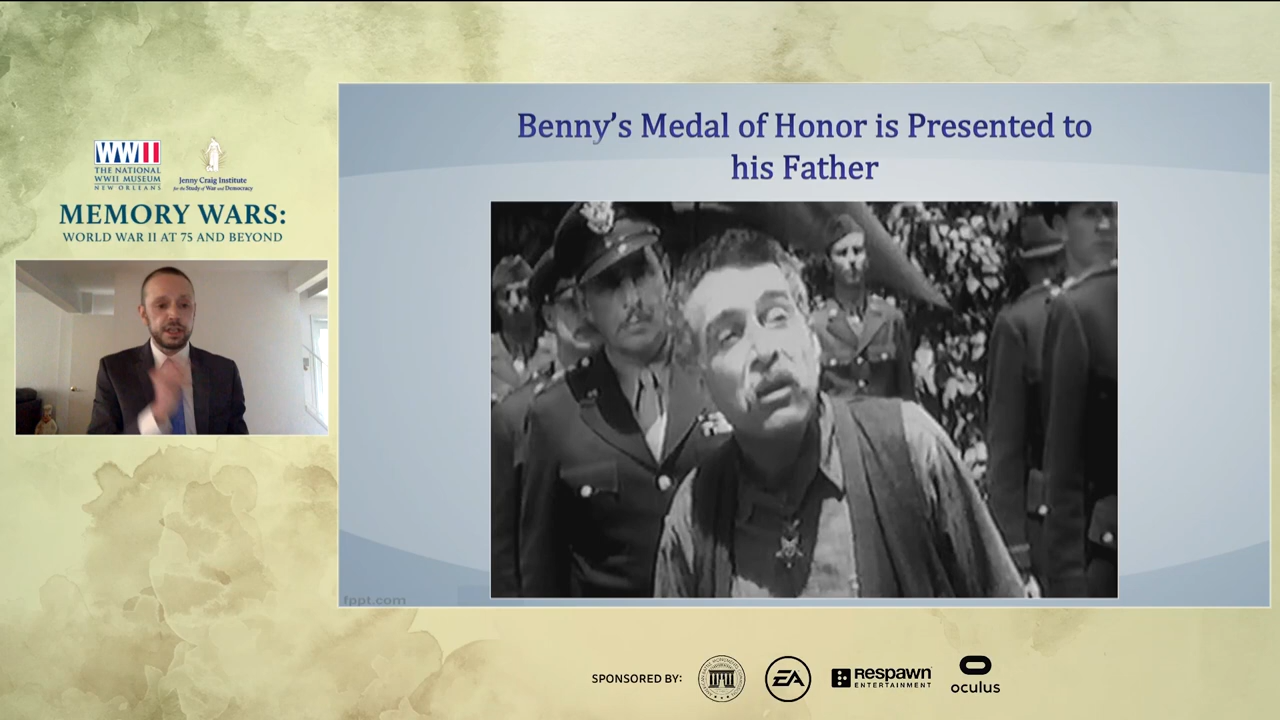 WWII
THE NATIONAL
WWII MUSEUM
NEW ORLEANS
Jenny Craig Institute
for the Study of War and Democracy
MEMORY WARS:
WORLD WAR II AT 75 AND BEYOND
Benny's Medal of Honor is Presented to
his Father
fppt.com
SPONSORED BY:
EA
RESPAWN
ENTERTAINMENT
oculus